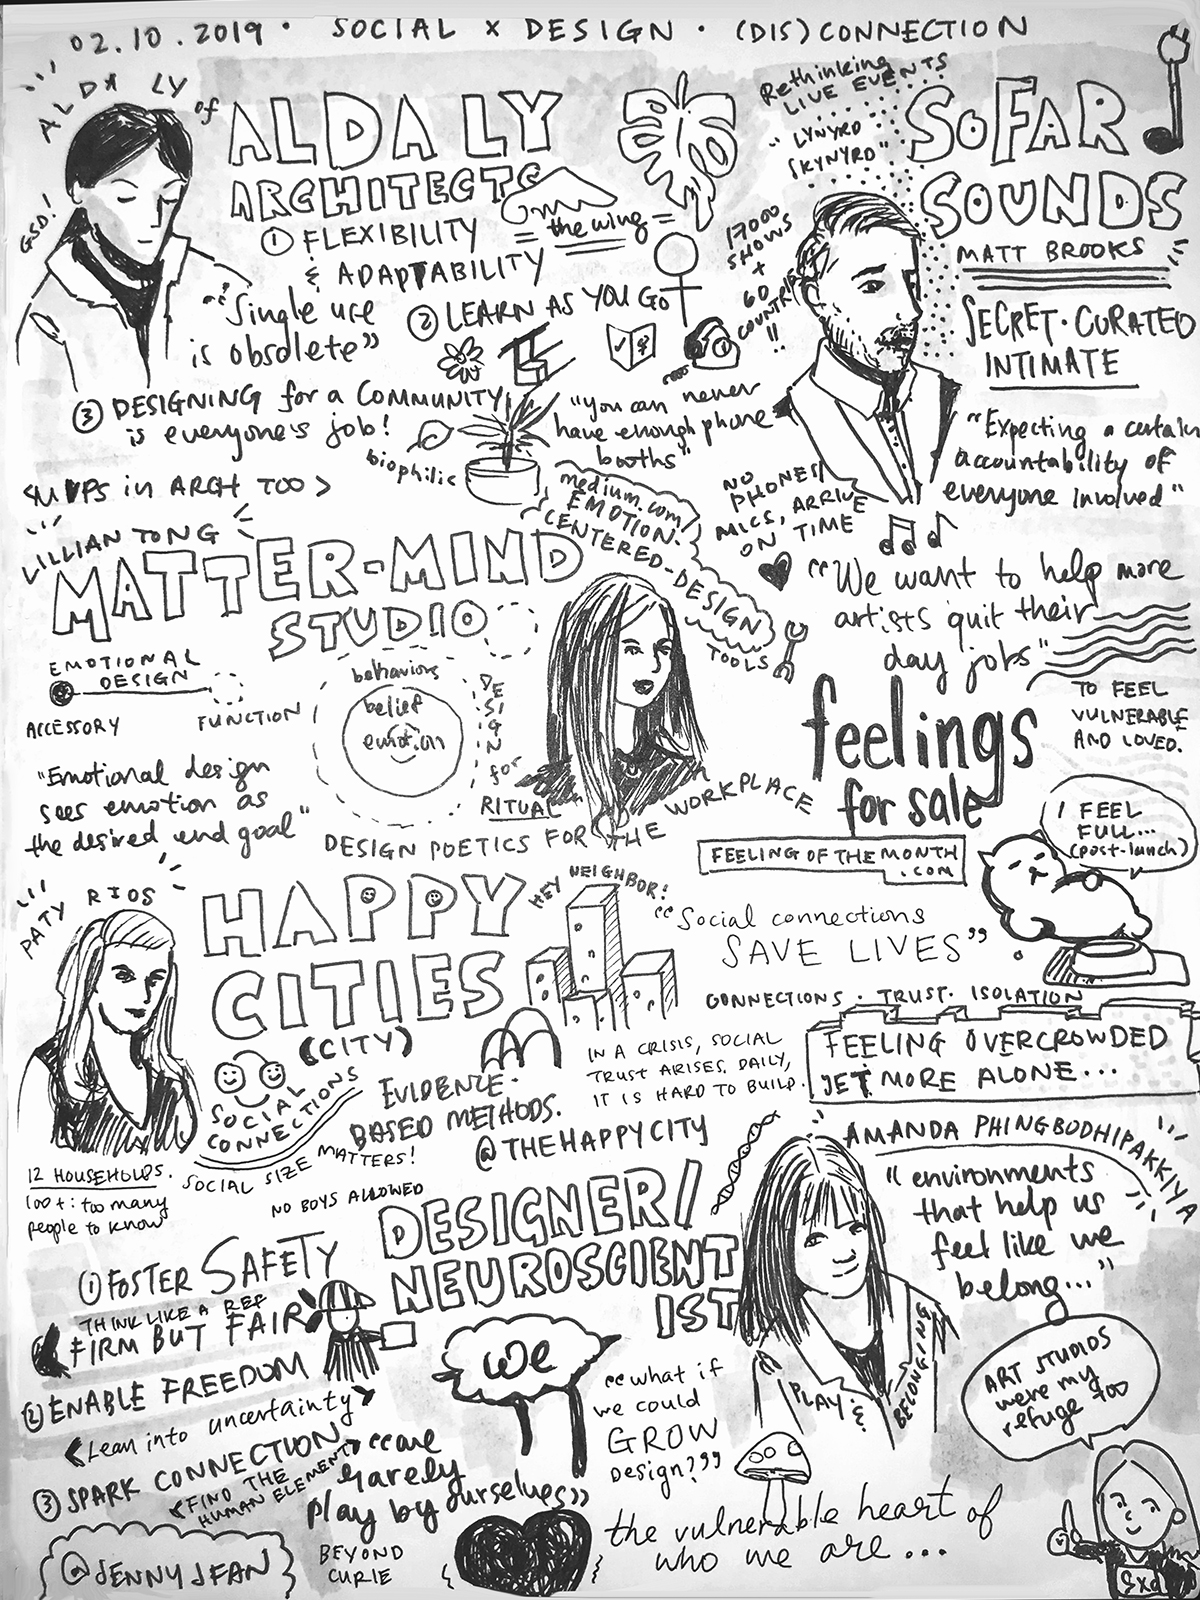 02.10.2019 · SOCIAL x DESIGN · (DIS)CONNECTION
ALDA LY
of
ALDA LY
ARCHITECTS
GSD!
① FLEXIBILITY
& ADAPTABILITY
= the wing =
"Single use
is obsolete"
② LEARN AS YOU GO
③ DESIGNING for a COMMUNITY
is everyone's job!
biophilic
"you can never
have enough phone
booths"
<MVPS in ARCH TOO>
Rethinking
LIVE EVENTS
"LYNYRD
SKYNYRD"
SOFAR
SOUNDS
MATT BROOKS
17000
SHOWS
+
60
COUNTRIES
!!
SECRET · CURATED
INTIMATE
"Expecting a certain
accountability of
everyone involved"
NO
PHONES/
MICS, ARRIVE
ON TIME
"We want to help more
artists quit their
day jobs"
LILLIAN TONG
MATTER-MIND
STUDIO
medium.com/
EMOTION-
CENTERED-DESIGN
TOOLS
EMOTIONAL
DESIGN
ACCESSORY
FUNCTION
"Emotional design
sees emotion as
the desired end goal"
behaviors
belief
emotion
DESIGN
for
RITUAL
DESIGN POETICS FOR THE WORKPLACE
feelings
for sale
TO FEEL
VULNERABLE
AND LOVED.
FEELING OF THE MONTH
.COM
I FEEL
FULL...
(post-lunch)
PATY RIOS
HAPPY
CITIES
(CITY)
HEY NEIGHBOR!
"Social connections
SAVE LIVES"
CONNECTIONS · TRUST · ISOLATION
FEELING OVERCROWDED
YET MORE ALONE...
IN A CRISIS, SOCIAL
TRUST ARISES. DAILY,
IT IS HARD TO BUILD.
SOCIAL
CONNECTIONS
EVIDENCE-
BASED METHODS.
@THEHAPPYCITY
SOCIAL SIZE MATTERS!
12 HOUSEHOLDS.
100+: too many
people to know
NO BOYS ALLOWED
DESIGNER/
NEUROSCIENT
IST
AMANDA PHINGBODHIPAKKIYA
"environments
that help us
feel like we
belong..."
PLAY &
BELONGING
① FOSTER SAFETY
THINK LIKE A REF
FIRM BUT FAIR
② ENABLE FREEDOM
<Lean into uncertainty>
③ SPARK CONNECTION
<FIND THE
HUMAN ELEMENT>
we
"we
rarely
play by ourselves"
"what if
we could
GROW
design?"
ART STUDIOS
were my
refuge too
@JENNYJFAN
BEYOND
CURIE
the vulnerable heart of
who we are...
SxD